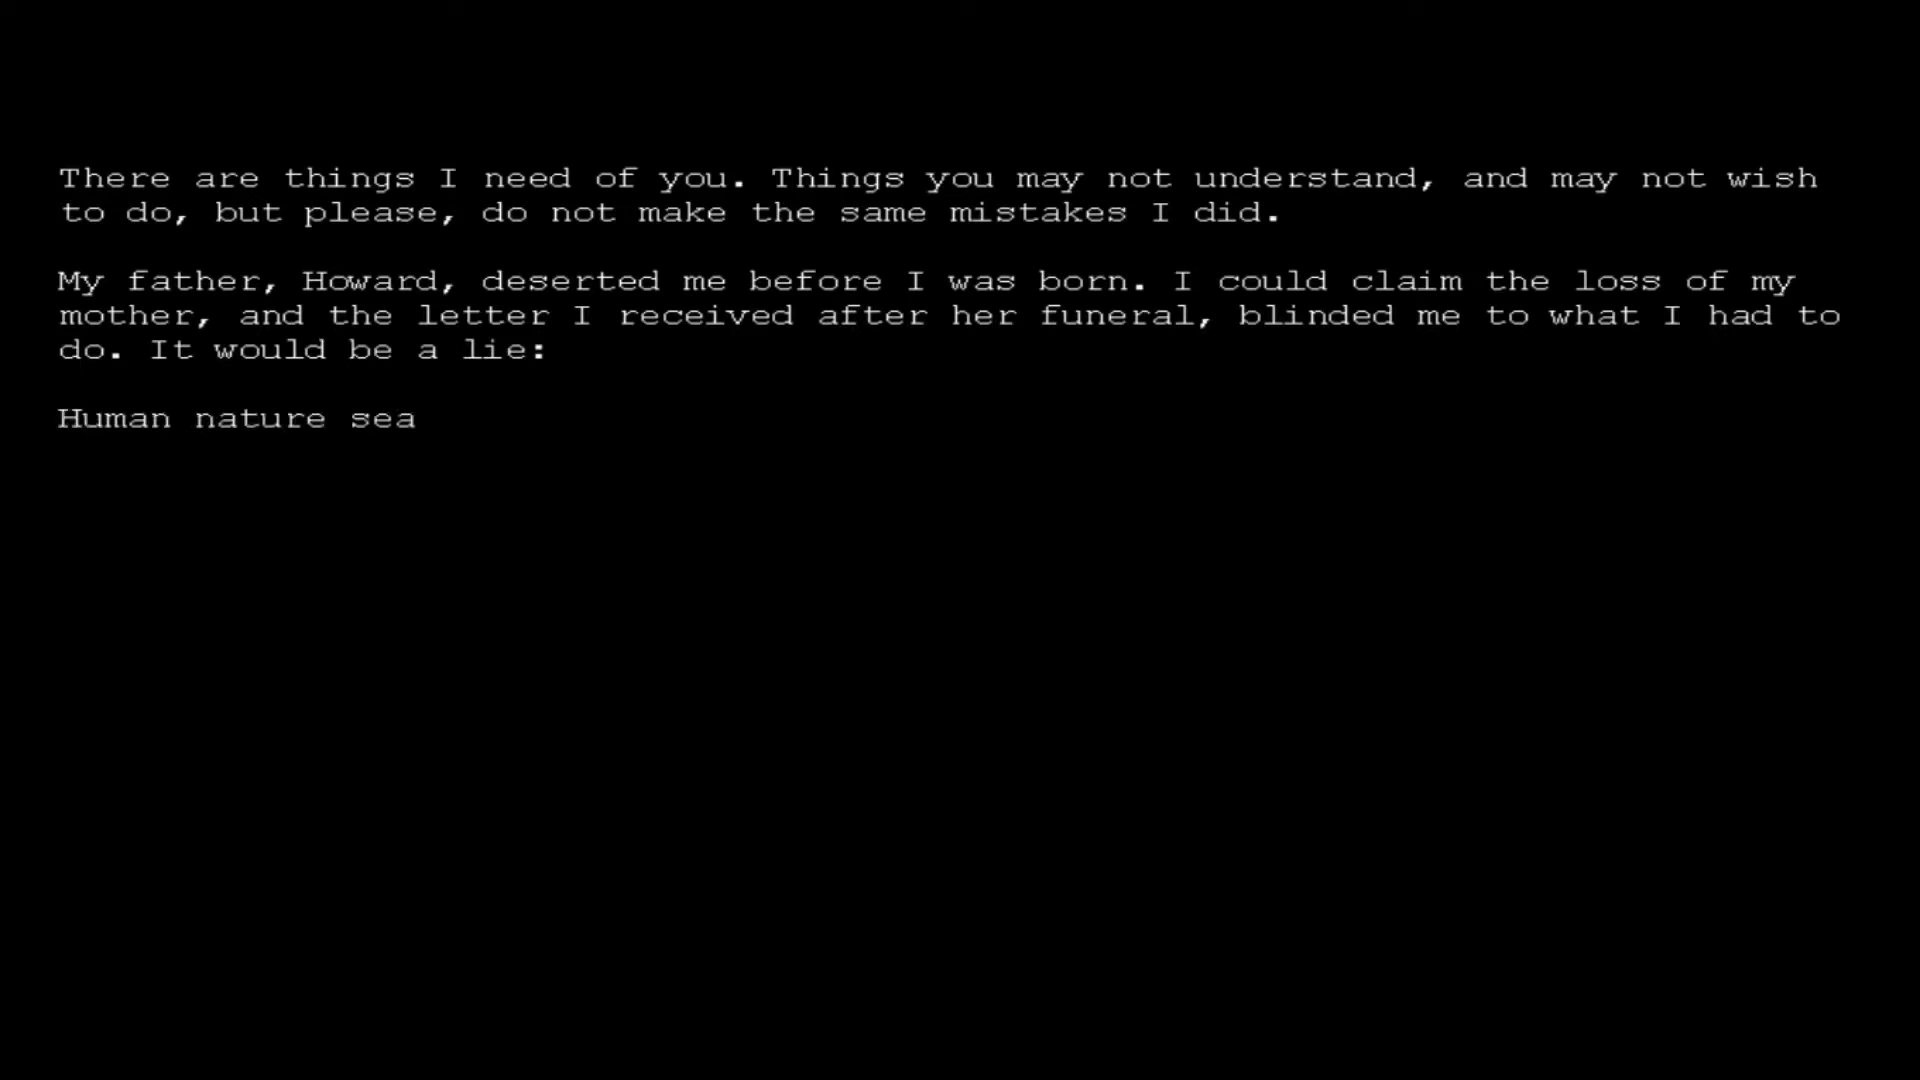 There are things I need of you. Things you may not understand, and may not wish
to do, but please, do not make the same mistakes I did.
My father, Howard, deserted me before I was born. I could claim the loss of my
mother, and the letter I received after her funeral, blinded me to what I had to
do. It would be a lie:
Human nature sea